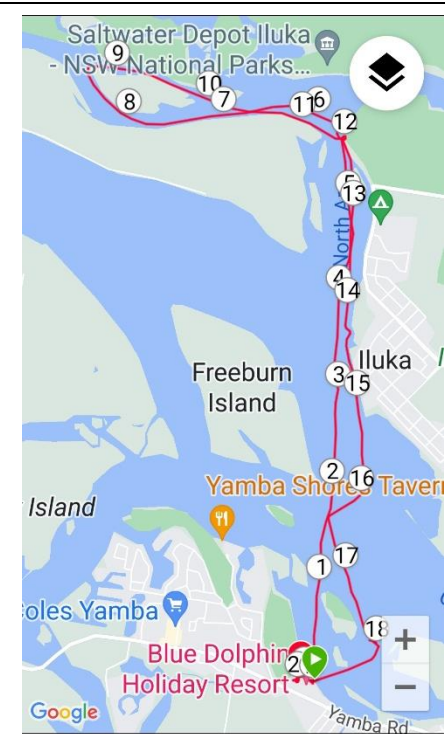 Saltwater Depot Iluka
- NSW National Parks...
9
10
8
7
11
6
12
5
13
North A
4
14
3
15
Iluka
Freeburn
Island
2
16
Yamba Shores Taver
Island
1
17
oles Yamba
18
+
Blue Dolphin
2
Holiday Resort
−
Google
Yamba Rd